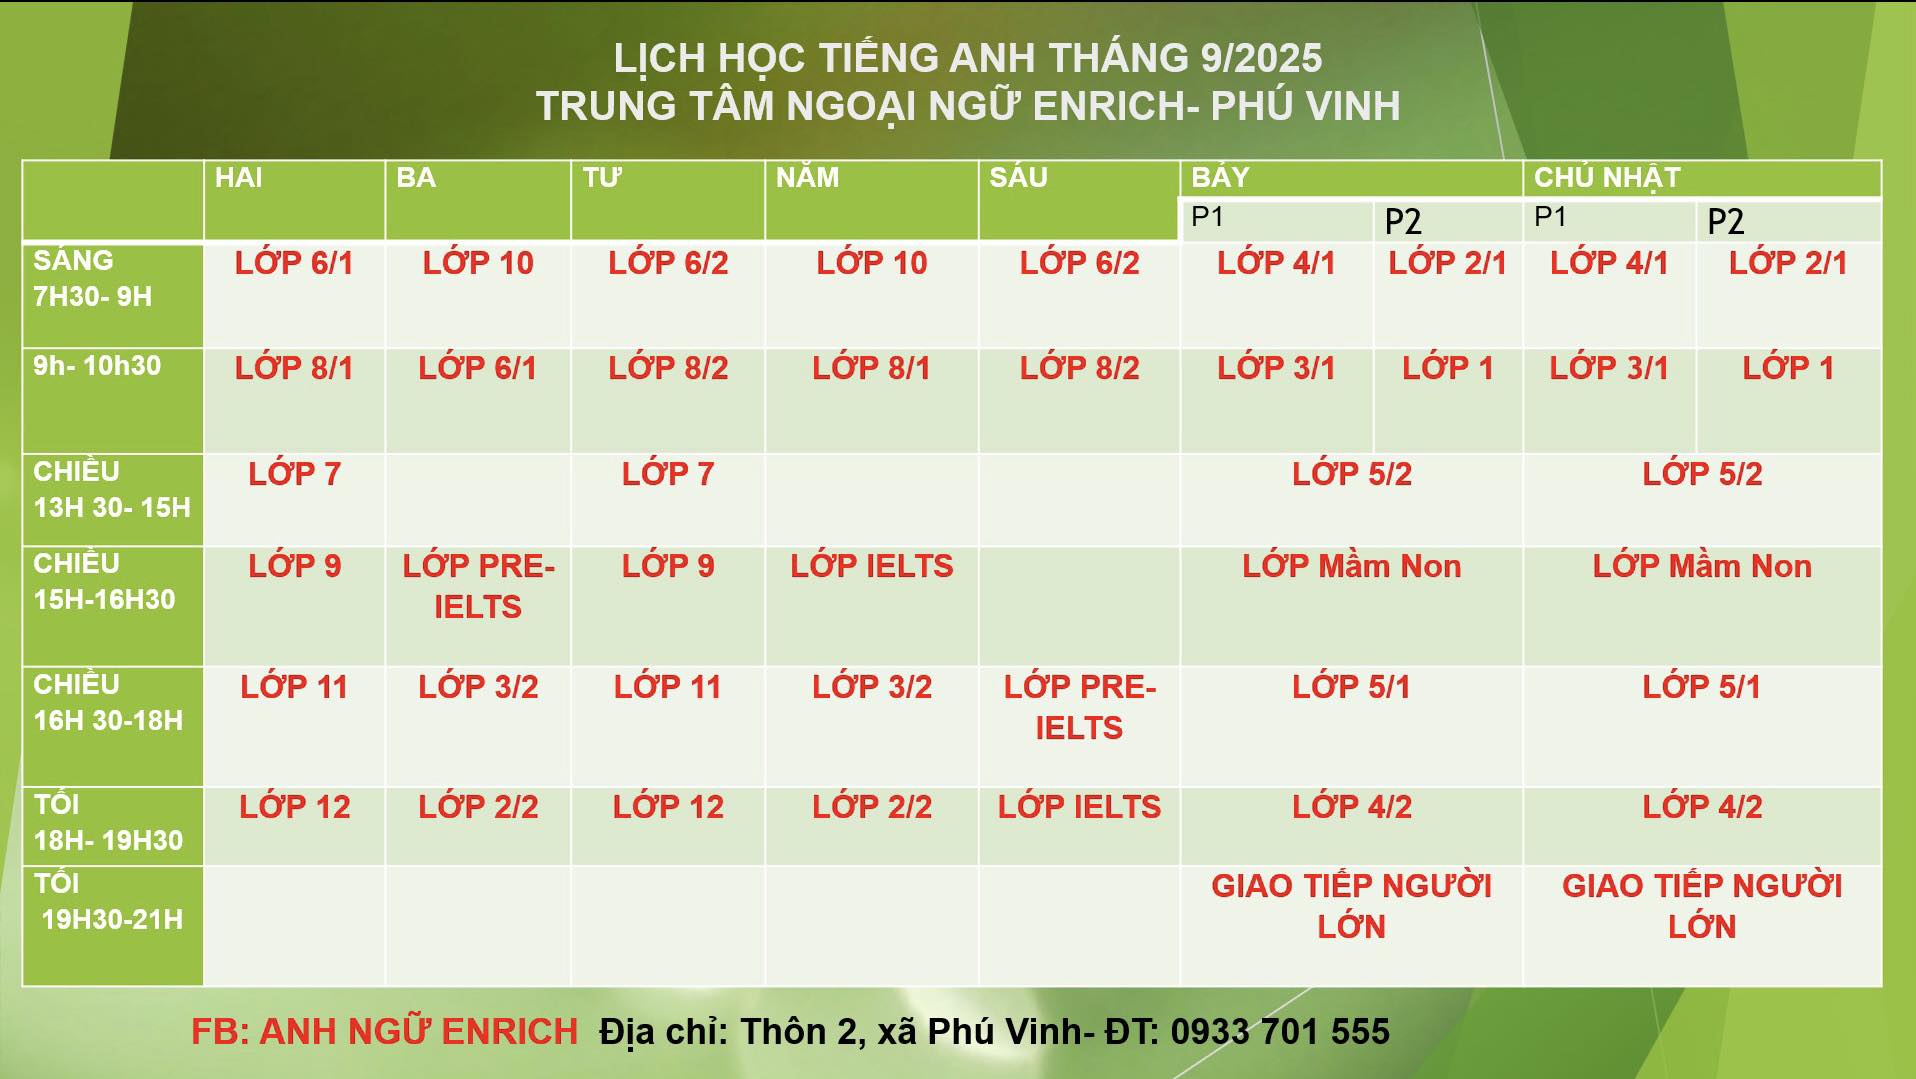 LỊCH HỌC TIẾNG ANH THÁNG 9/2025
TRUNG TÂM NGOẠI NGỮ ENRICH- PHÚ VINH
HAI BA TƯ NĂM SÁU BẢY CHỦ NHẬT
P1 P2 P1 P2
SÁNG
7H30- 9H
LỚP 6/1 LỚP 10 LỚP 6/2 LỚP 10 LỚP 6/2 LỚP 4/1 LỚP 2/1 LỚP 4/1 LỚP 2/1
9h- 10h30 LỚP 8/1 LỚP 6/1 LỚP 8/2 LỚP 8/1 LỚP 8/2 LỚP 3/1 LỚP 1 LỚP 3/1 LỚP 1
CHIỀU
13H 30- 15H
LỚP 7 LỚP 7 LỚP 5/2 LỚP 5/2
CHIỀU
15H-16H30
LỚP 9 LỚP PRE-
IELTS
LỚP 9 LỚP IELTS LỚP Mầm Non LỚP Mầm Non
CHIỀU
16H 30-18H
LỚP 11 LỚP 3/2 LỚP 11 LỚP 3/2 LỚP PRE-
IELTS
LỚP 5/1 LỚP 5/1
TỐI
18H- 19H30
LỚP 12 LỚP 2/2 LỚP 12 LỚP 2/2 LỚP IELTS LỚP 4/2 LỚP 4/2
TỐI
19H30-21H
GIAO TIẾP NGƯỜI
LỚN
GIAO TIẾP NGƯỜI
LỚN
FB: ANH NGỮ ENRICH Địa chỉ: Thôn 2, xã Phú Vinh- ĐT: 0933 701 555